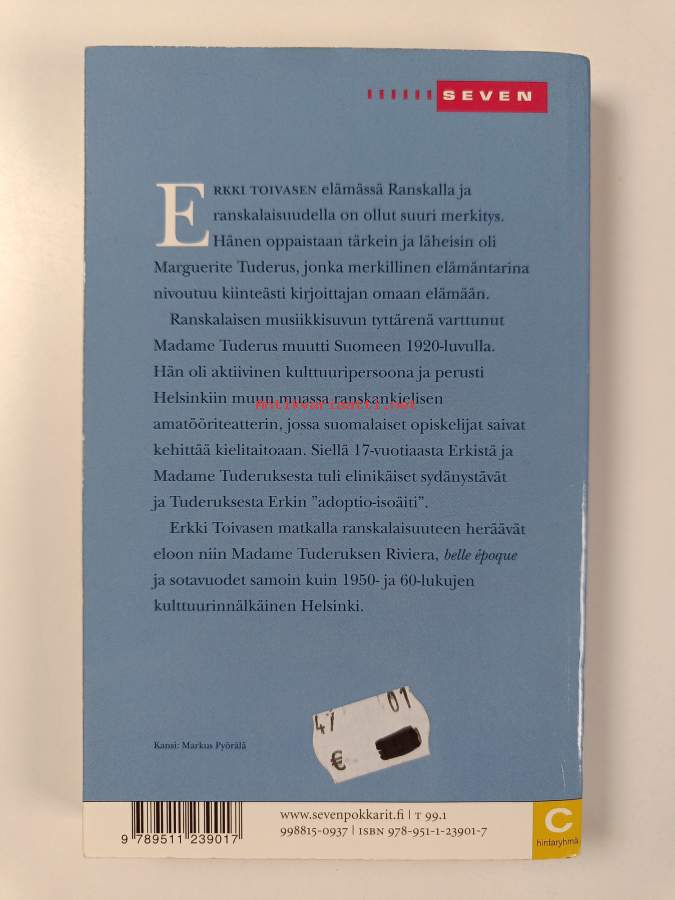 SEVEN
ERKKI TOIVASEN elämässä Ranskalla ja
ranskalaisuudella on ollut suuri merkitys.
Hänen oppaistaan tärkein ja läheisin oli
Marguerite Tuderus, jonka merkillinen elämäntarina
nivoutuu kiinteästi kirjoittajan omaan elämään.
Ranskalaisen musiikkisuvun tyttärenä varttunut
Madame Tuderus muutti Suomeen 1920-luvulla.
Hän oli aktiivinen kulttuuripersoona ja perusti
Helsinkiin muun muassa ranskankielisen
Antikvariaatti.net
amatööriteatterin, jossa suomalaiset opiskelijat saivat
kehittää kielitaitoaan. Siellä 17-vuotiaasta Erkistä ja
Madame Tuderuksesta tuli elinikäiset sydänystävät
ja Tuderuksesta Erkin ”adoptio-isoäiti”.
Erkki Toivasen matkalla ranskalaisuuteen heräävät
eloon niin Madame Tuderuksen Riviera, belle époque
ja sotavuodet samoin kuin 1950- ja 60-lukujen
kulttuurinnälkäinen Helsinki.
47 01
€
Kansi: Markus Pyörälä
9 789511 239017
www.sevenpokkarit.fi | T 99.1
998815-0937 | ISBN 978-951-1-23901-7
C
hintaryhmä